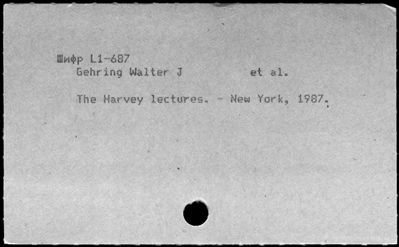 Шифр L1-687
Gehring Walter J et al.
The Harvey lectures. - New York, 1987.